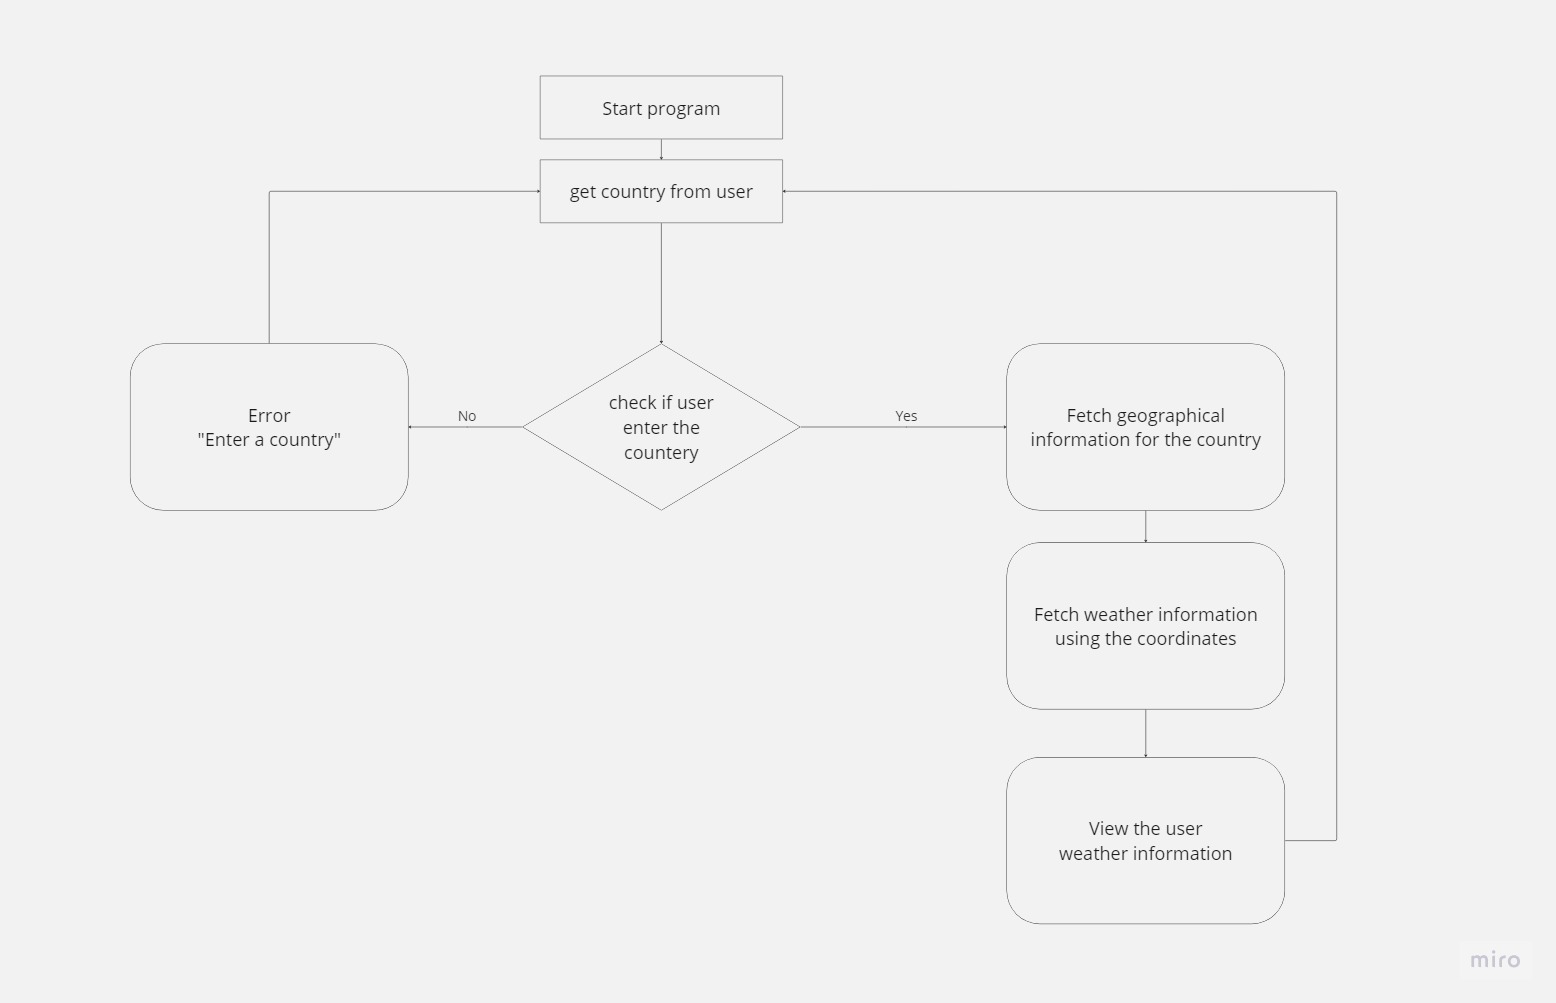 Start program
get country from user
check if user
enter the
countery
No
Yes
Error
"Enter a country"
Fetch geographical
information for the country
Fetch weather information
using the coordinates
View the user
weather information
miro